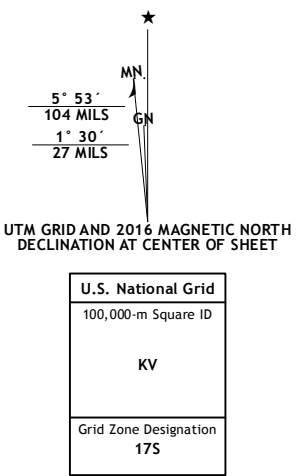 MN.
5° 53´
104 MILS
GN
1° 30´
27 MILS
UTM GRID AND 2016 MAGNETIC NORTH
DECLINATION AT CENTER OF SHEET
U.S. National Grid
100,000-m Square ID
KV
Grid Zone Designation
17S